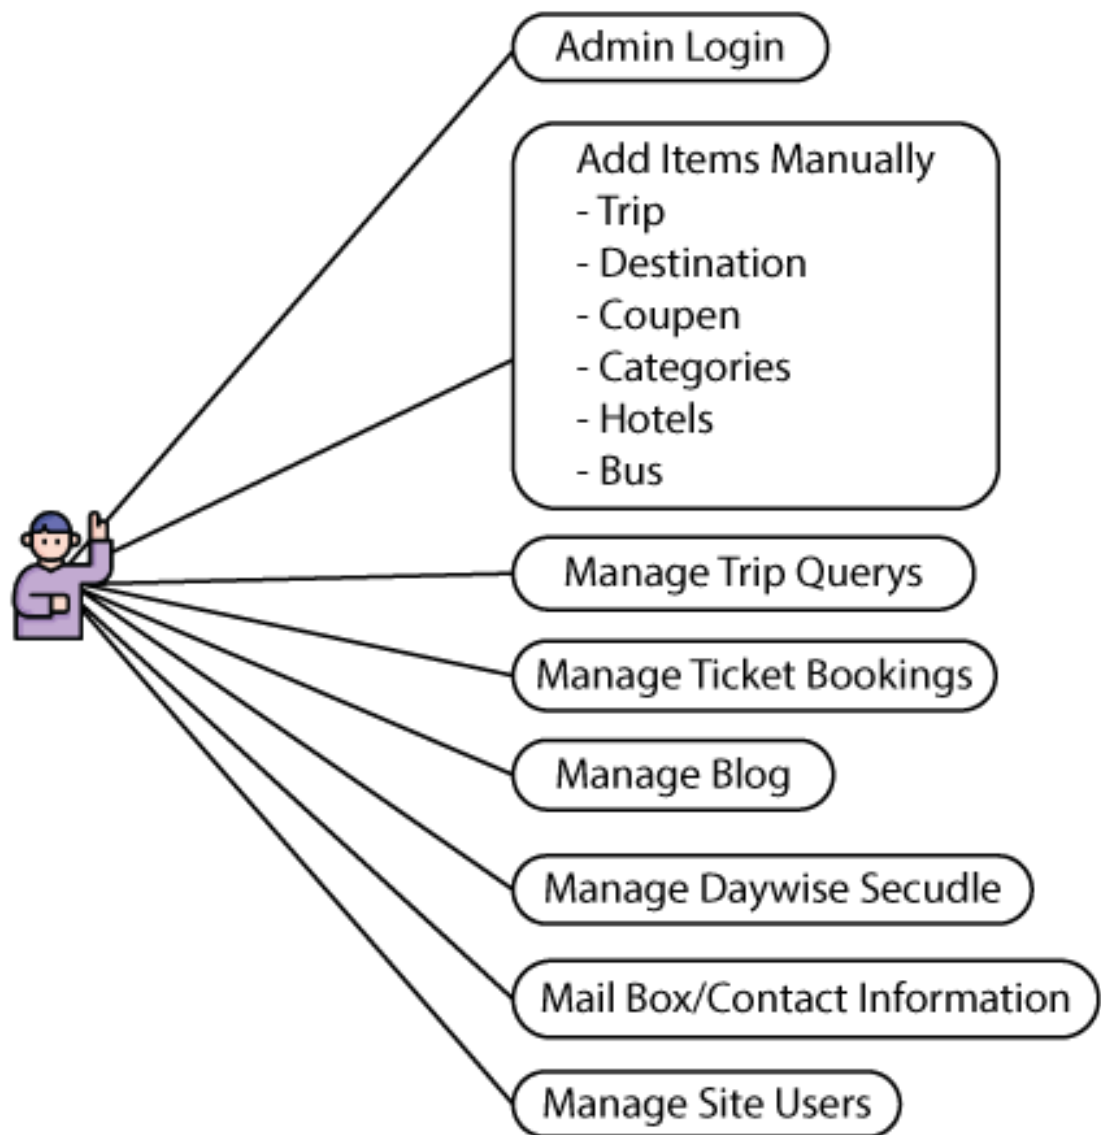 Admin Login
Add Items Manually
- Trip
- Destination
- Coupen
- Categories
- Hotels
- Bus
Manage Trip Querys
Manage Ticket Bookings
Manage Blog
Manage Daywise Secudle
Mail Box/Contact Information
Manage Site Users